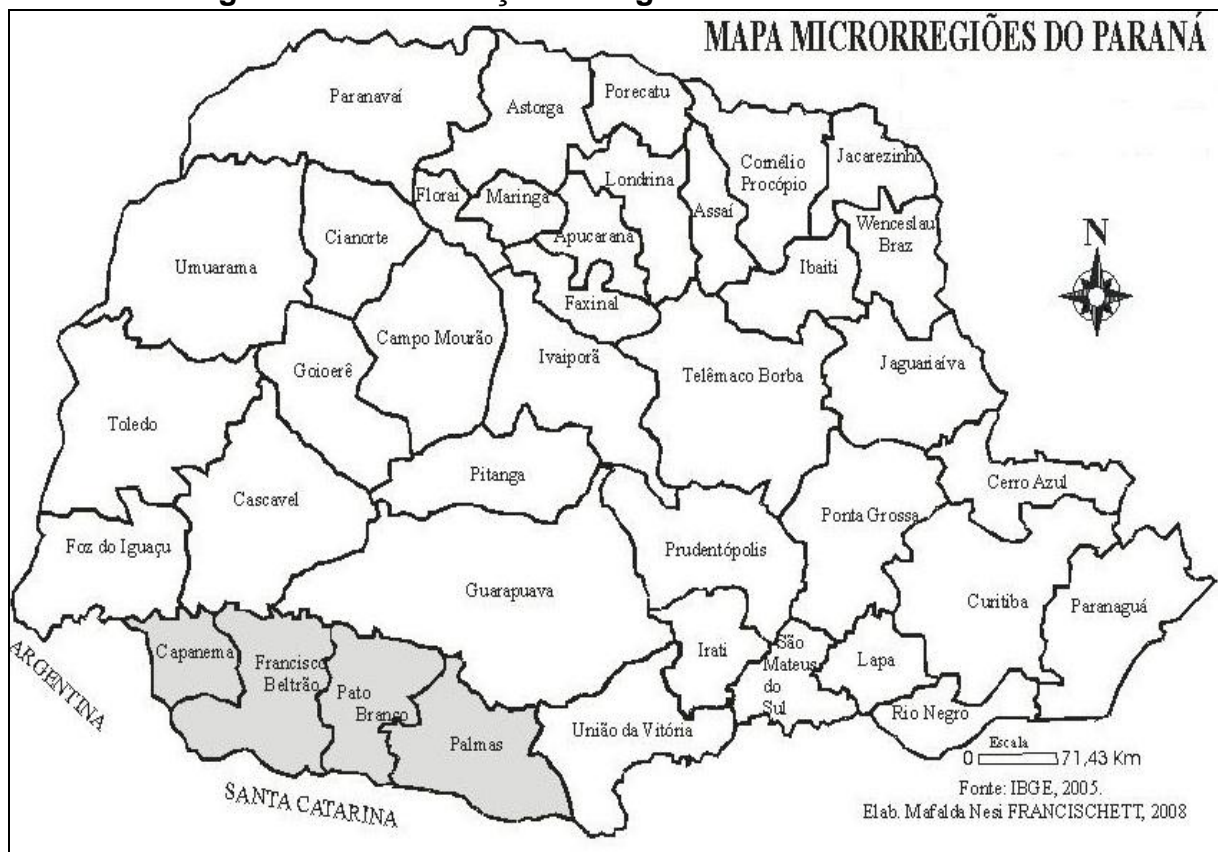 MAPA MICRORREGIÕES DO PARANÁ
Paranavaí
Astorga
Porecatu
Cornélio
Procópio
Jacarezinho
Londrina
Floraí
Maringá
Assaí
Apucarana
Wenceslau
Braz
Cianorte
Umuarama
Ibaiti
N
Faxinal
Campo Mourão
Ivaiporã
Goioerê
Telêmaco Borba
Jaguariaíva
Toledo
Pitanga
Cascavel
Cerro Azul
Ponta Grossa
Foz do Iguaçu
Prudentópolis
Guarapuava
Curitiba
Paranaguá
Capanema
Francisco
Beltrão
Irati
São
Mateus
do
Sul
Lapa
Pato
Branco
Rio Negro
União da Vitória
Palmas
ARGENTINA
SANTA CATARINA
Escala
0 71,43 Km
Fonte: IBGE, 2005.
Elab. Mafalda Nesi FRANCISCHETT, 2008